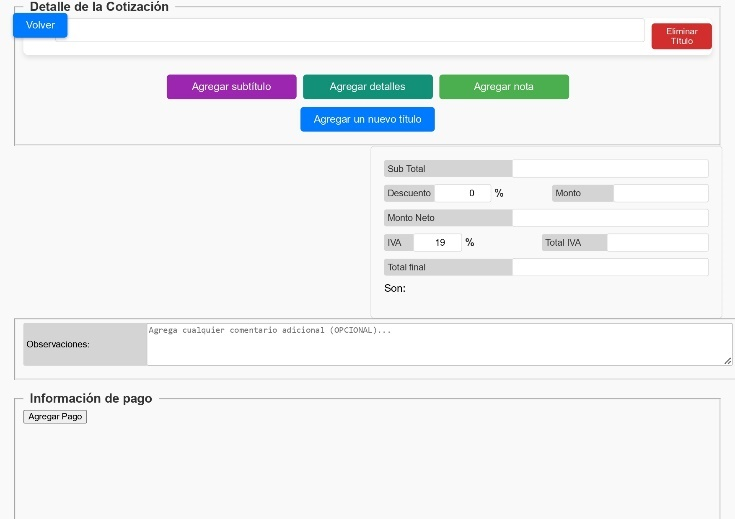 Detalle de la Cotización
Volver
Eliminar
Título
Agregar subtítulo
Agregar detalles
Agregar nota
Agregar un nuevo título
Sub Total
Descuento 0 % Monto
Monto Neto
IVA 19 % Total IVA
Total final
Son:
Observaciones:
Agrega cualquier comentario adicional (OPCIONAL)...
Información de pago
Agregar Pago